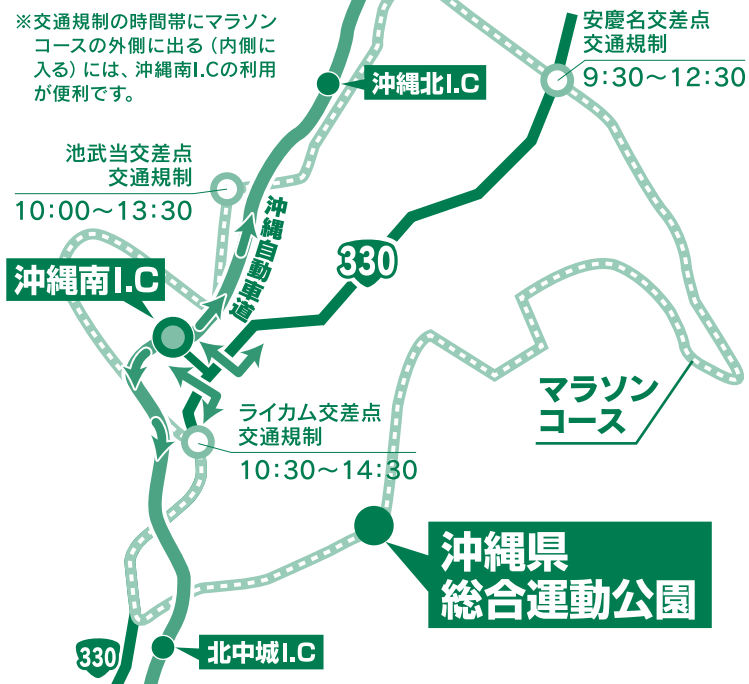 ※交通規制の時間帯にマラソン
コースの外側に出る（内側に
入る）には、沖縄南I.Cの利用
が便利です。
安慶名交差点
交通規制
9:30～12:30
沖縄北I.C
池武当交差点
交通規制
10:00～13:30
沖縄自動車道
330
沖縄南I.C
マラソン
コース
ライカム交差点
交通規制
10:30～14:30
沖縄県
総合運動公園
330
北中城I.C